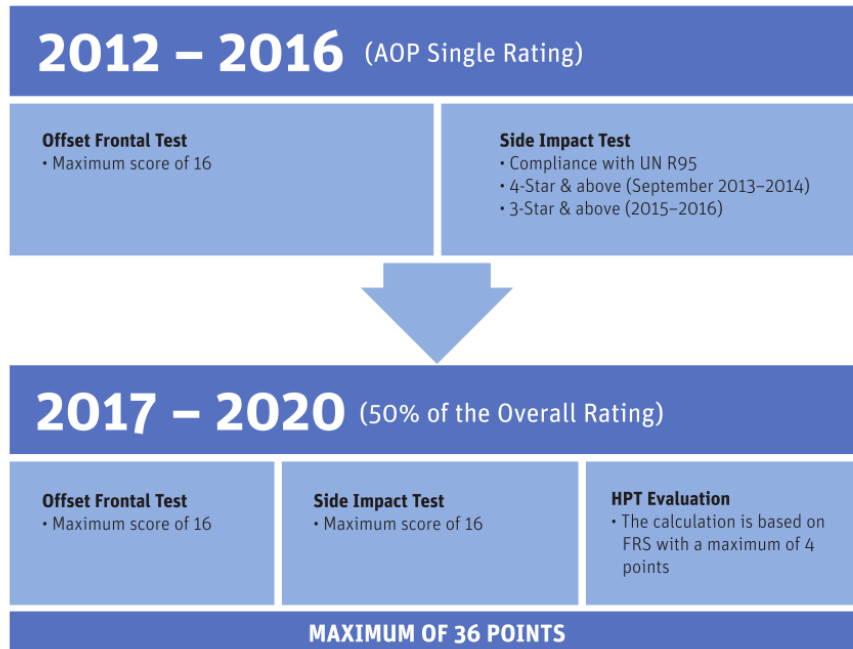 2012 – 2016 (AOP Single Rating)
Offset Frontal Test
• Maximum score of 16
Side Impact Test
• Compliance with UN R95
• 4-Star & above (September 2013–2014)
• 3-Star & above (2015–2016)
2017 – 2020 (50% of the Overall Rating)
Offset Frontal Test
• Maximum score of 16
Side Impact Test
• Maximum score of 16
HPT Evaluation
• The calculation is based on
FRS with a maximum of 4
points
MAXIMUM OF 36 POINTS